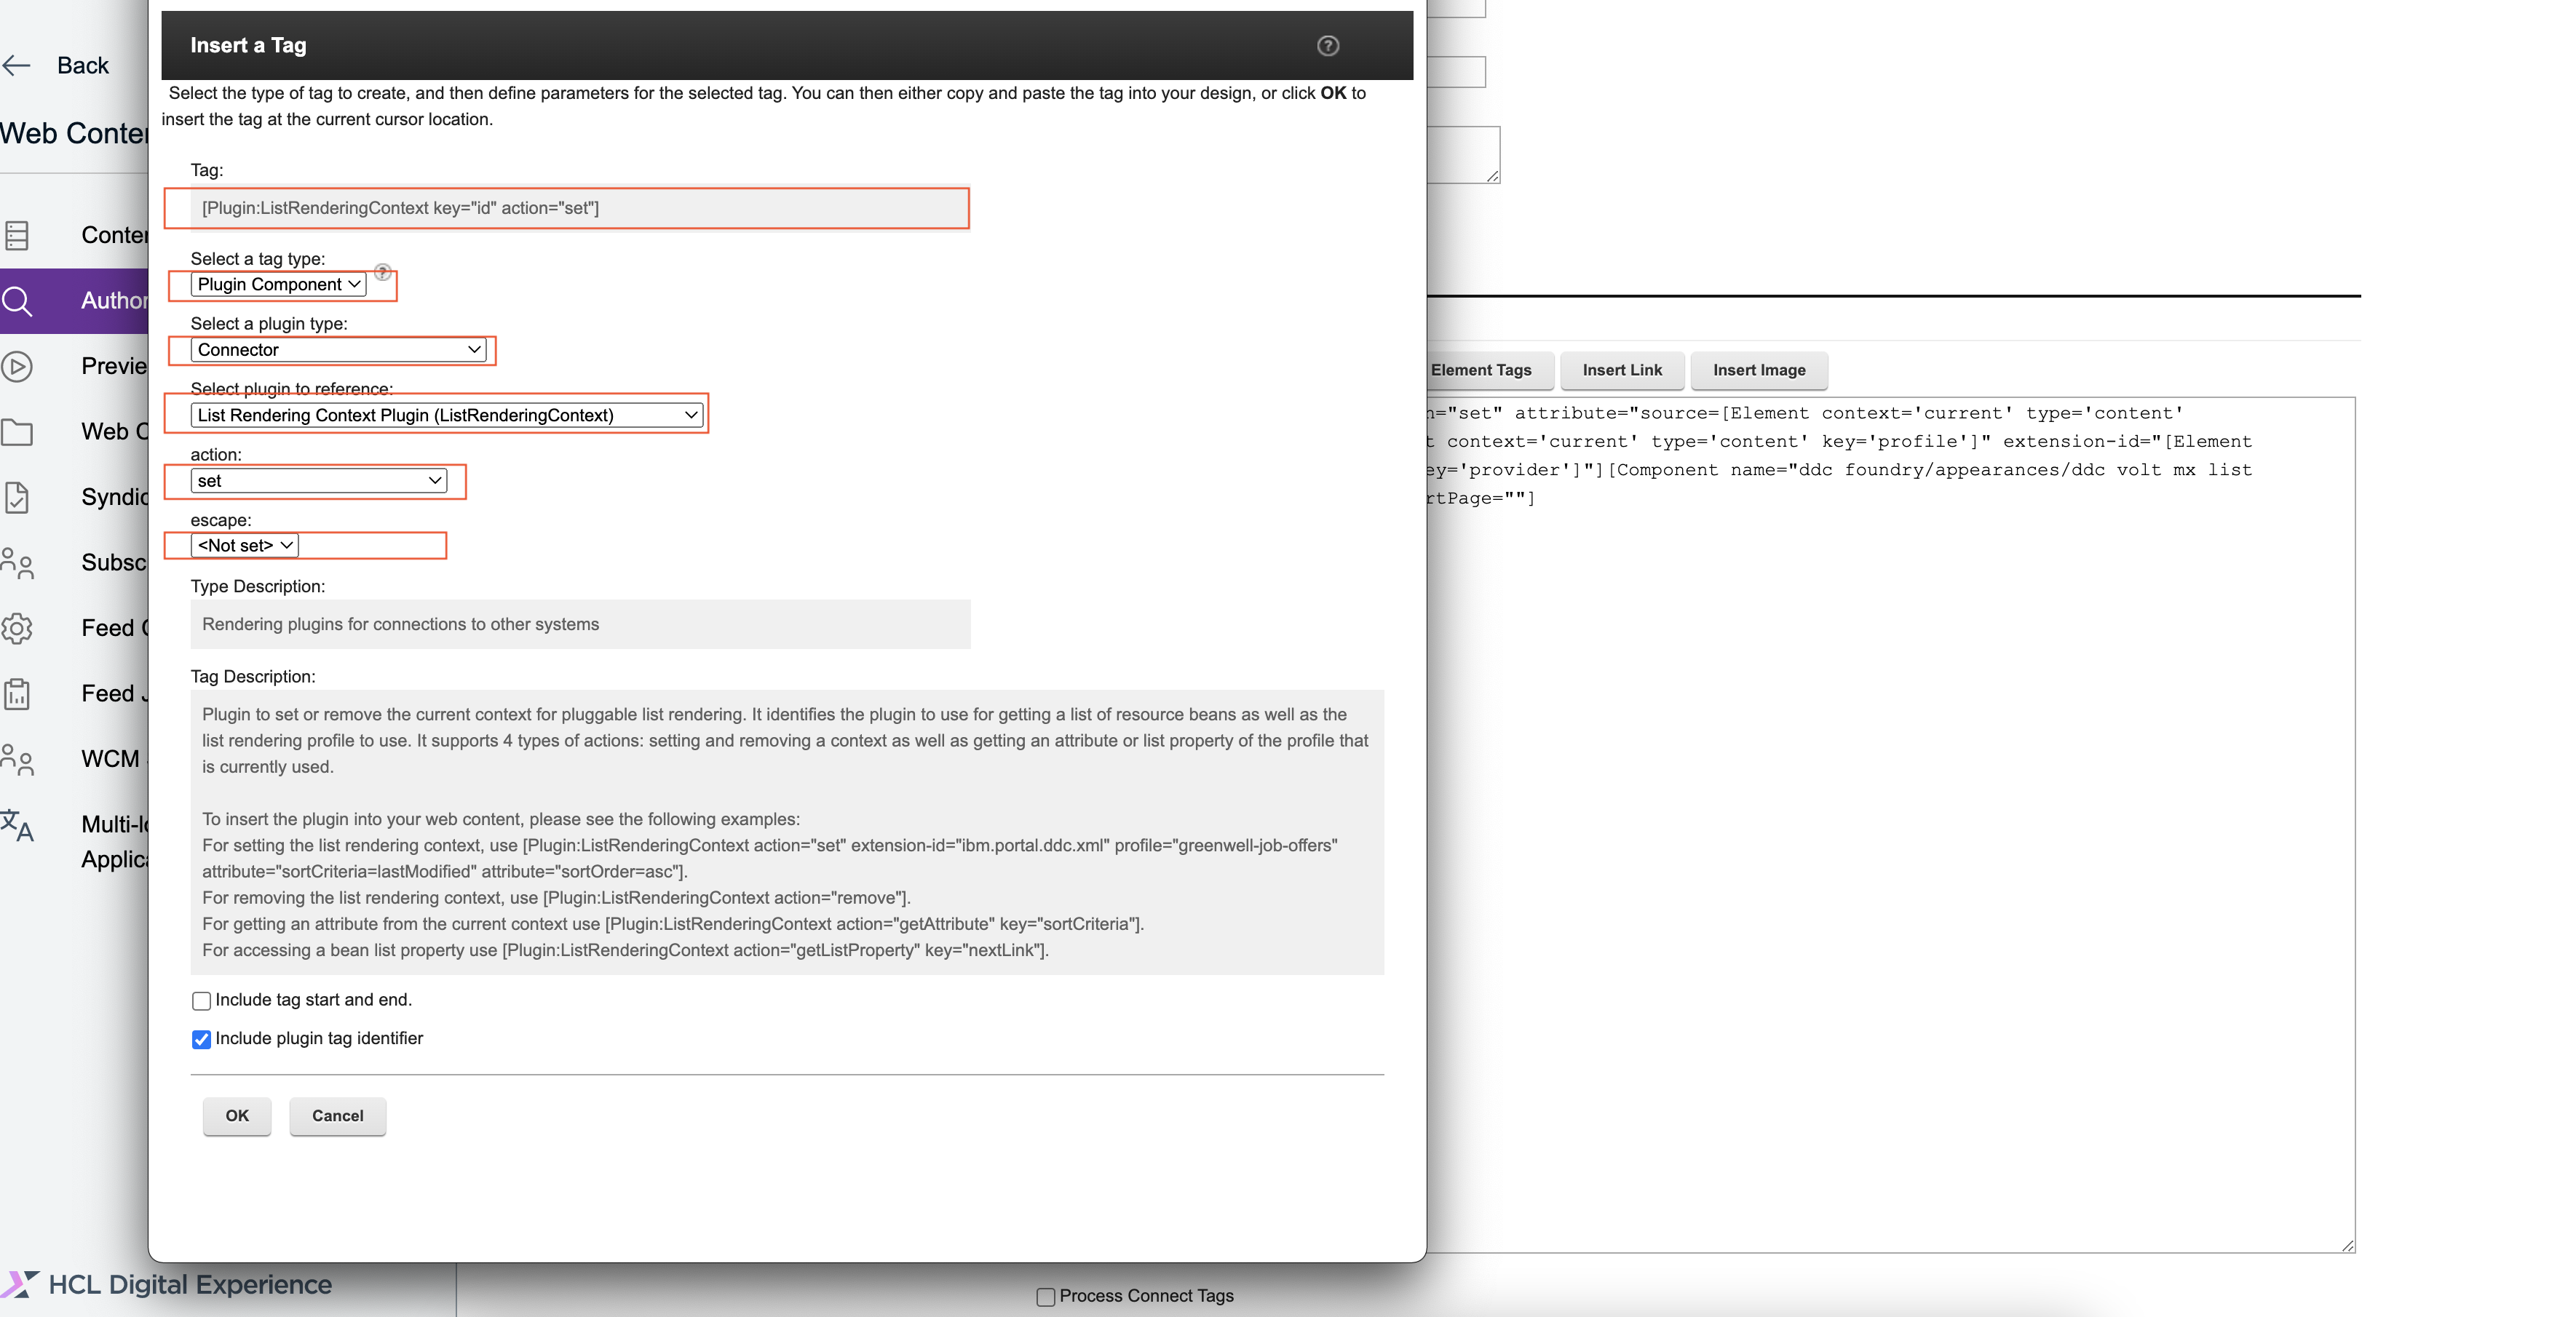 Back
Web Conte
Conte
Author
Previe
Web C
Syndic
Subsc
Feed
Feed
WCM
Multi-l
Applica
HCL Digital Experience
Insert a Tag
?
Select the type of tag to create, and then define parameters for the selected tag. You can then either copy and paste the tag into your design, or click OK to
insert the tag at the current cursor location.
Tag:
[Plugin:ListRenderingContext key="id" action="set"]
Select a tag type:
?
Plugin Component
Select a plugin type:
Connector
Select plugin to reference:
List Rendering Context Plugin (ListRenderingContext)
action:
set
escape:
<Not set>
Type Description:
Rendering plugins for connections to other systems
Tag Description:
Plugin to set or remove the current context for pluggable list rendering. It identifies the plugin to use for getting a list of resource beans as well as the
list rendering profile to use. It supports 4 types of actions: setting and removing a context as well as getting an attribute or list property of the profile that
is currently used.
To insert the plugin into your web content, please see the following examples:
For setting the list rendering context, use [Plugin:ListRenderingContext action="set" extension-id="ibm.portal.ddc.xml" profile="greenwell-job-offers"
attribute="sortCriteria=lastModified" attribute="sortOrder=asc"].
For removing the list rendering context, use [Plugin:ListRenderingContext action="remove"].
For getting an attribute from the current context use [Plugin:ListRenderingContext action="getAttribute" key="sortCriteria"].
For accessing a bean list property use [Plugin:ListRenderingContext action="getListProperty" key="nextLink"].
Include tag start and end.
Include plugin tag identifier
OK Cancel
Element Tags Insert Link Insert Image
="set" attribute="source=[Element context='current' type='content'
t context='current' type='content' key='profile']" extension-id="[Element
ey='provider']"][Component name="ddc foundry/appearances/ddc volt mx list
rtPage=""]
Process Connect Tags